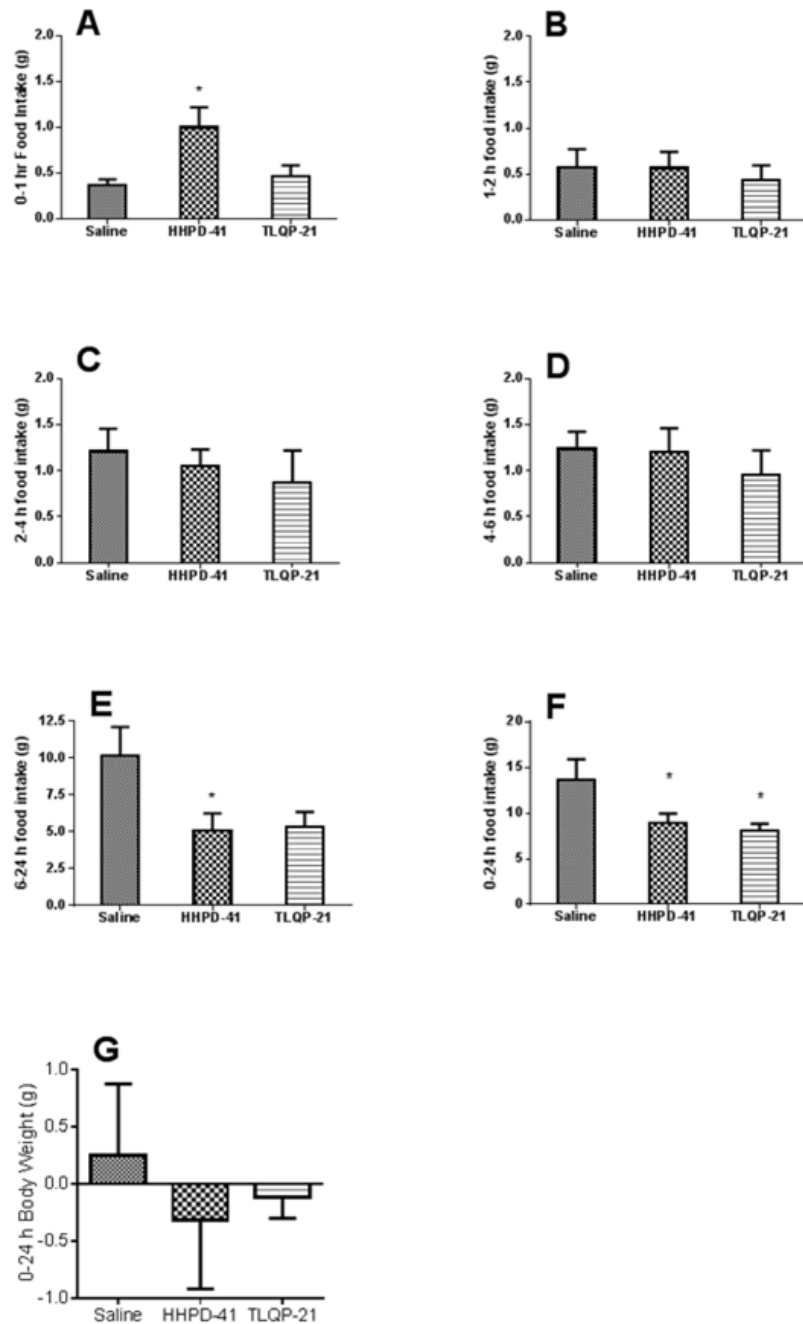 A
0-1 hr Food Intake (g)
2.0
1.5
*
1.0
0.5
0.0
Saline HHPD-41 TLQP-21
B
1-2 h food intake (g)
2.0
1.5
1.0
0.5
0.0
Saline HHPD-41 TLQP-21
C
2-4 h food intake (g)
2.0
1.5
1.0
0.5
0.0
Saline HHPD-41 TLQP-21
D
4-6 h food intake (g)
2.0
1.5
1.0
0.5
0.0
Saline HHPD-41 TLQP-21
E
6-24 h food intake (g)
12.5
10.0
7.5
*
5.0
2.5
0.0
Saline HHPD-41 TLQP-21
F
0-24 h food intake (g)
20
15
* *
10
5
0
Saline HHPD-41 TLQP-21
G
0-24 h Body Weight (g)
1.0
0.5
0.0
-0.5
-1.0
Saline HHPD-41 TLQP-21